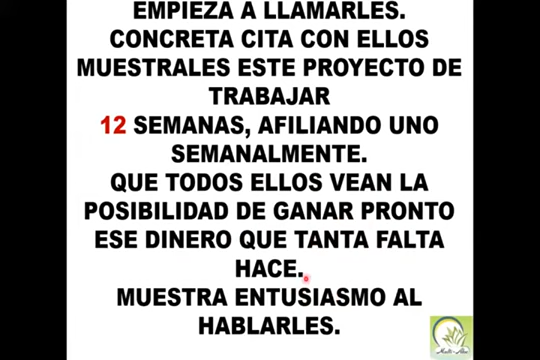 EMPIEZA A LLAMARLES.
CONCRETA CITA CON ELLOS
MUESTRALES ESTE PROYECTO DE
TRABAJAR
12 SEMANAS, AFILIANDO UNO
SEMANALMENTE.
QUE TODOS ELLOS VEAN LA
POSIBILIDAD DE GANAR PRONTO
ESE DINERO QUE TANTA FALTA
HACE.
MUESTRA ENTUSIASMO AL
HABLARLES.